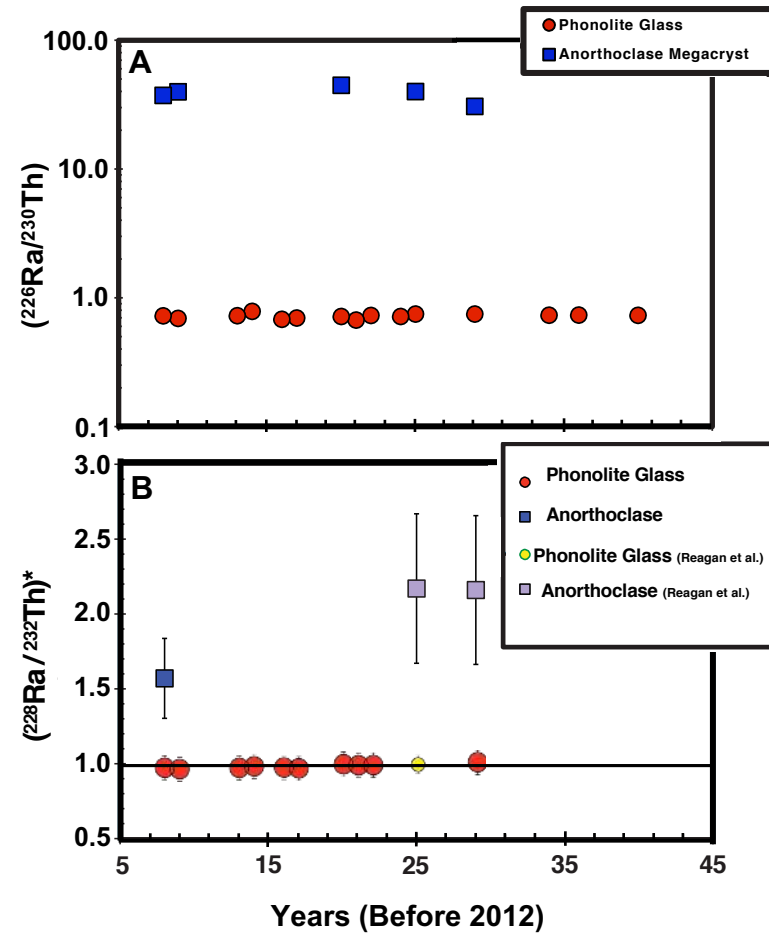 Phonolite Glass
Anorthoclase Megacryst
100.0
A
10.0
(²²⁶Ra/²³⁰Th)
1.0
0.1
3.0
B
Phonolite Glass
Anorthoclase
Phonolite Glass (Reagan et al.)
Anorthoclase (Reagan et al.)
2.5
2.0
(²²⁸Ra/²³²Th)*
1.5
1.0
0.5
5 15 25 35 45
Years (Before 2012)